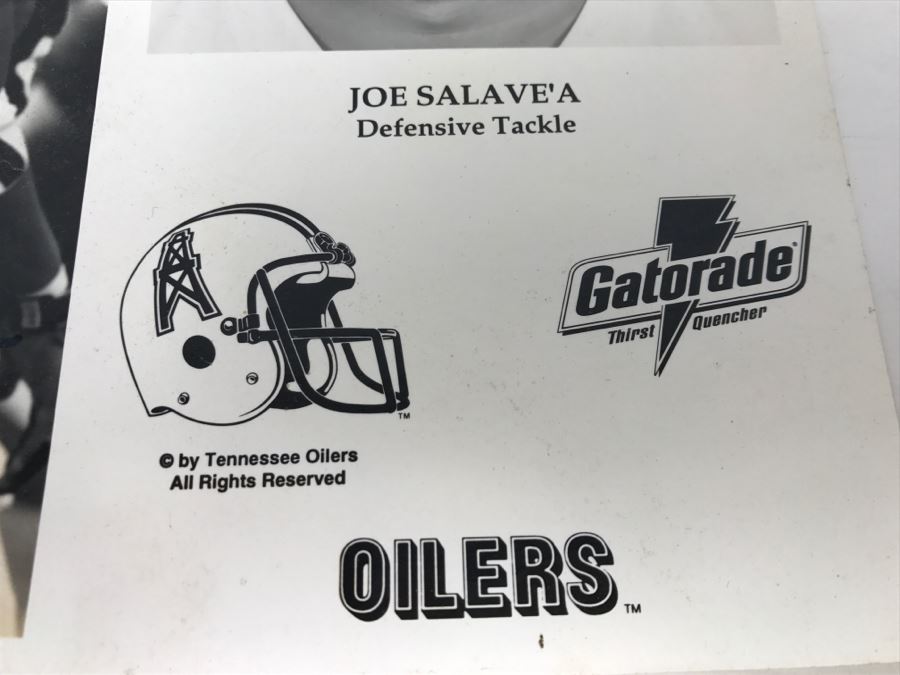 JOE SALAVE'A
Defensive Tackle
Gatorade®
Thirst Quencher
TM
© by Tennessee Oilers
All Rights Reserved
OILERS TM